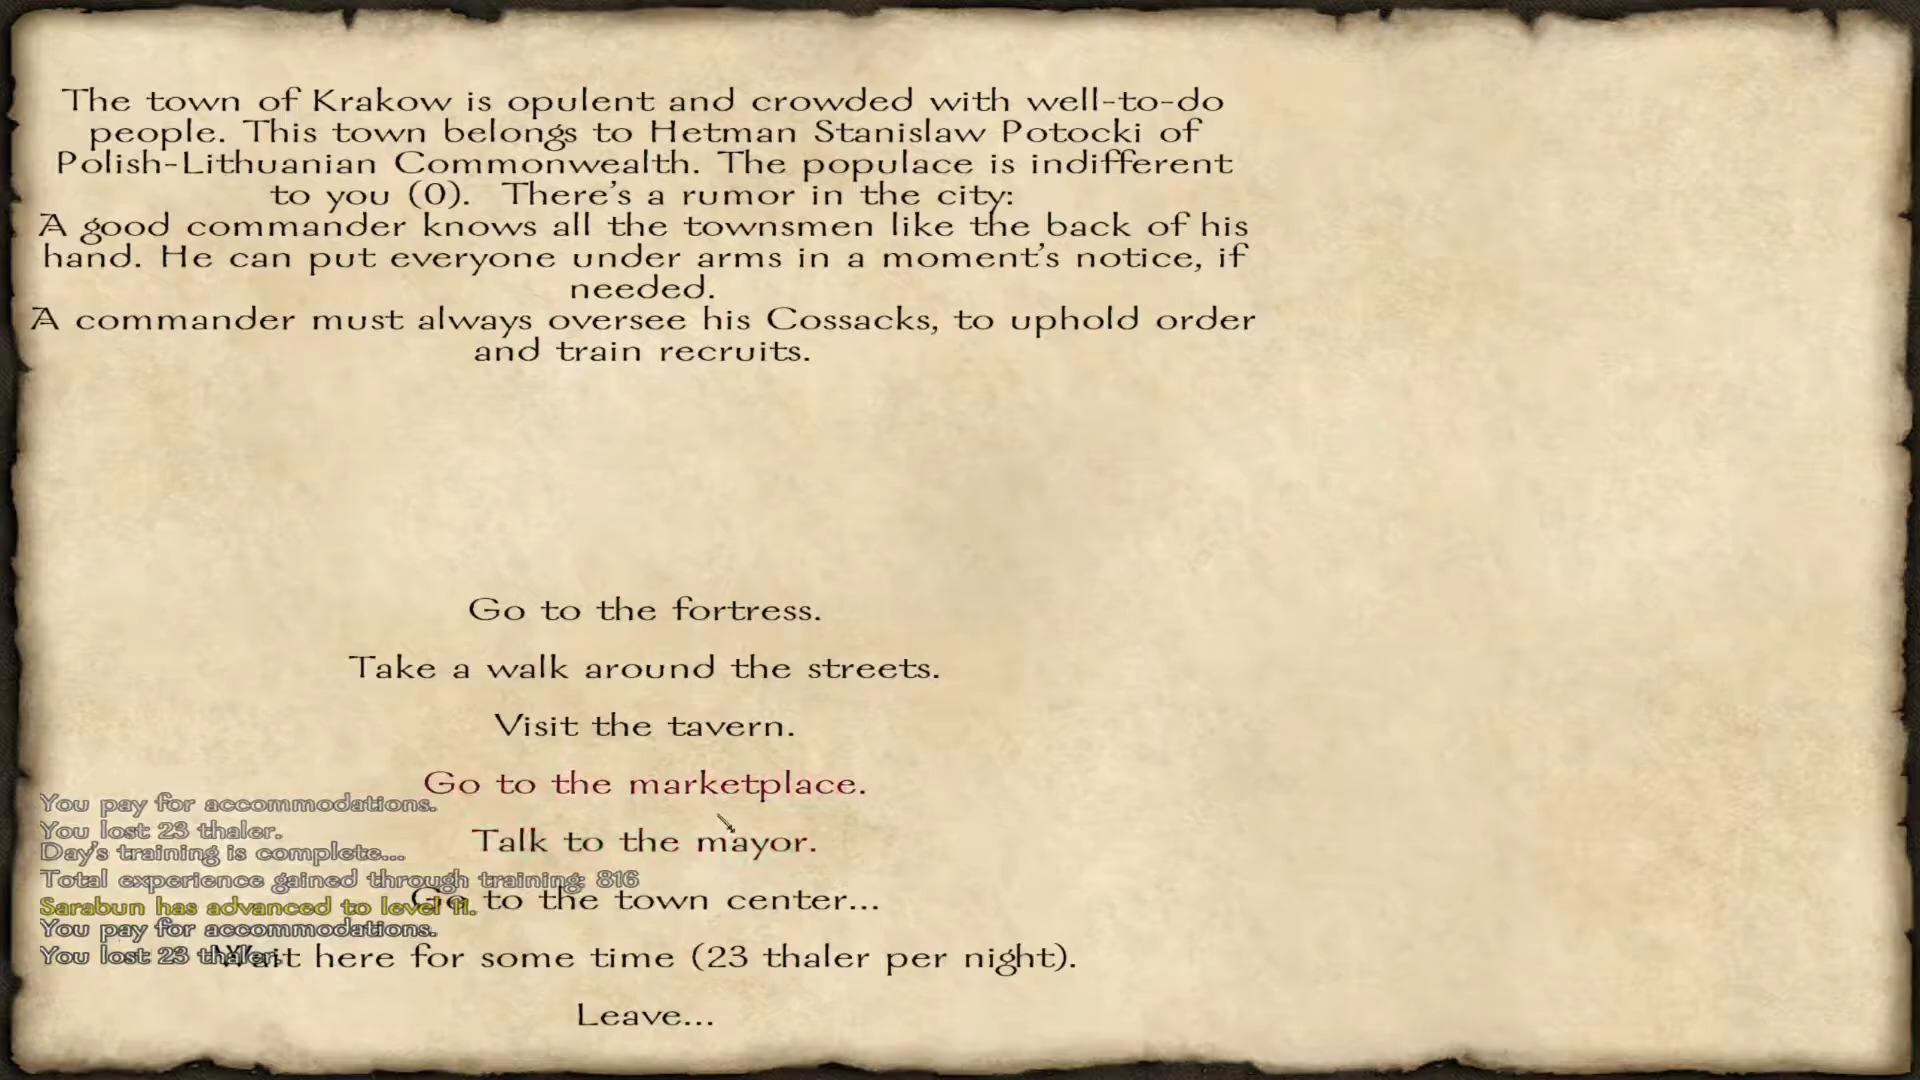 The town of Krakow is opulent and crowded with well-to-do
people. This town belongs to Hetman Stanislaw Potocki of
Polish-Lithuanian Commonwealth. The populace is indifferent
to you (0).  There's a rumor in the city:
A good commander knows all the townsmen like the back of his
hand. He can put everyone under arms in a moment's notice, if
needed.
A commander must always oversee his Cossacks, to uphold order
and train recruits.
Go to the fortress.
Take a walk around the streets.
Visit the tavern.
Go to the marketplace.
Talk to the mayor.
Go to the town center...
Wait here for some time (23 thaler per night).
Leave...
You pay for accommodations.
You lost 23 thaler.
Day's training is complete...
Total experience gained through training: 816
Sarabun has advanced to level 11.
You pay for accommodations.
You lost 23 thaler.